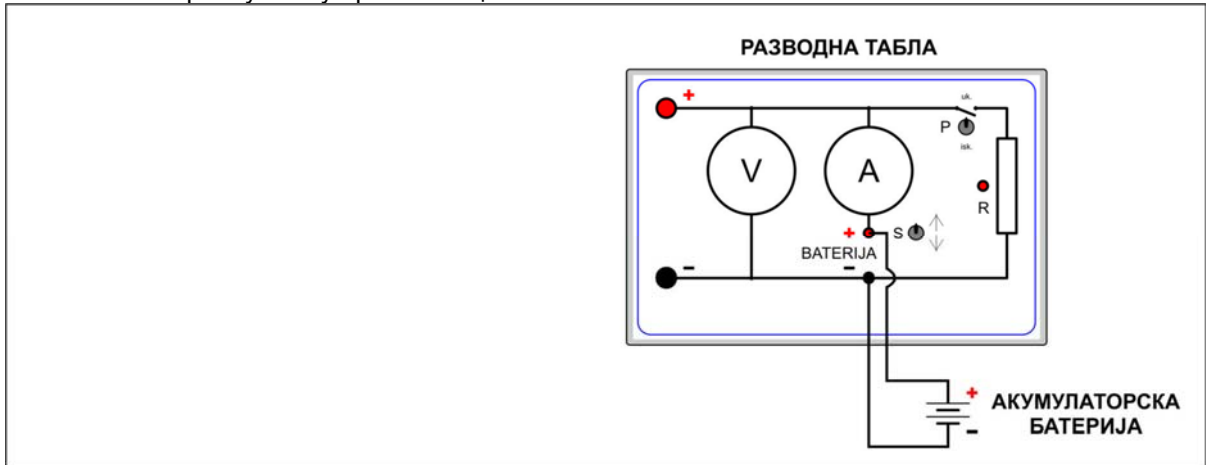 РАЗВОДНА ТАБЛА
+
uk.
P
isk.
V
A
R
+
S
BATERIJA
-
-
+
АКУМУЛАТОРСКА
БАТЕРИЈА
-